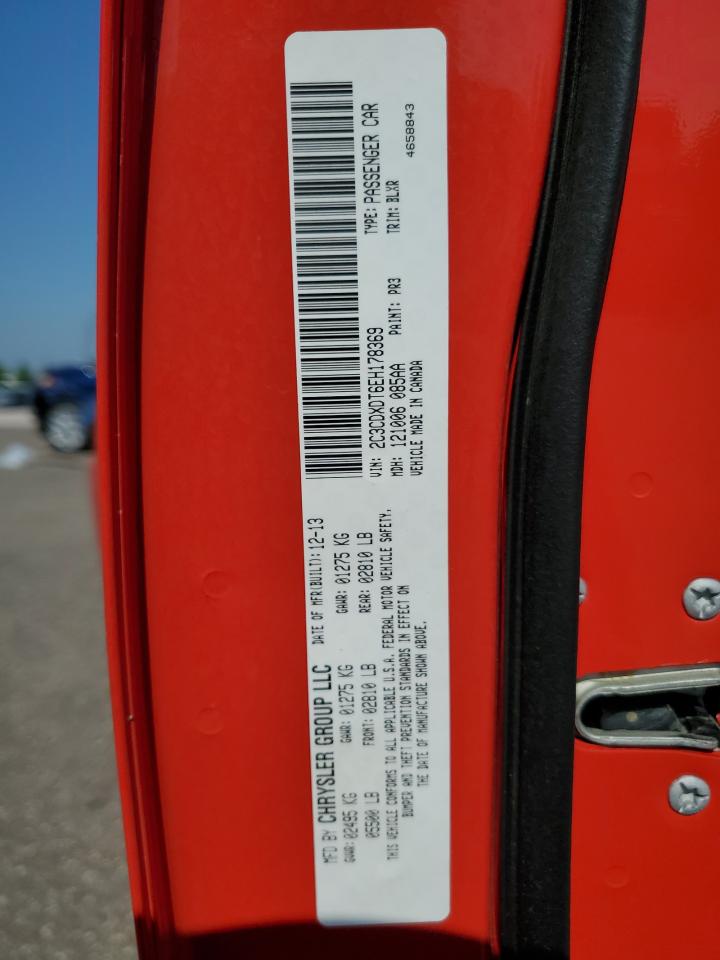 MFD BY CHRYSLER GROUP LLC DATE OF MFR(BUILT): 12-13
GVWR: 02495 KG GAWR: 01275 KG GAWR: 01275 KG
05500 LB FRONT: 02810 LB REAR: 02810 LB
THIS VEHICLE CONFORMS TO ALL APPLICABLE U.S.A. FEDERAL MOTOR VEHICLE SAFETY,
BUMPER AND THEFT PREVENTION STANDARDS IN EFFECT ON
THE DATE OF MANUFACTURE SHOWN ABOVE.
VIN: 2C3CDXDT6EH178369 TYPE: PASSENGER CAR
MDH: 121006 085AA PAINT: PR3 TRIM: BLXR
VEHICLE MADE IN CANADA 4658843